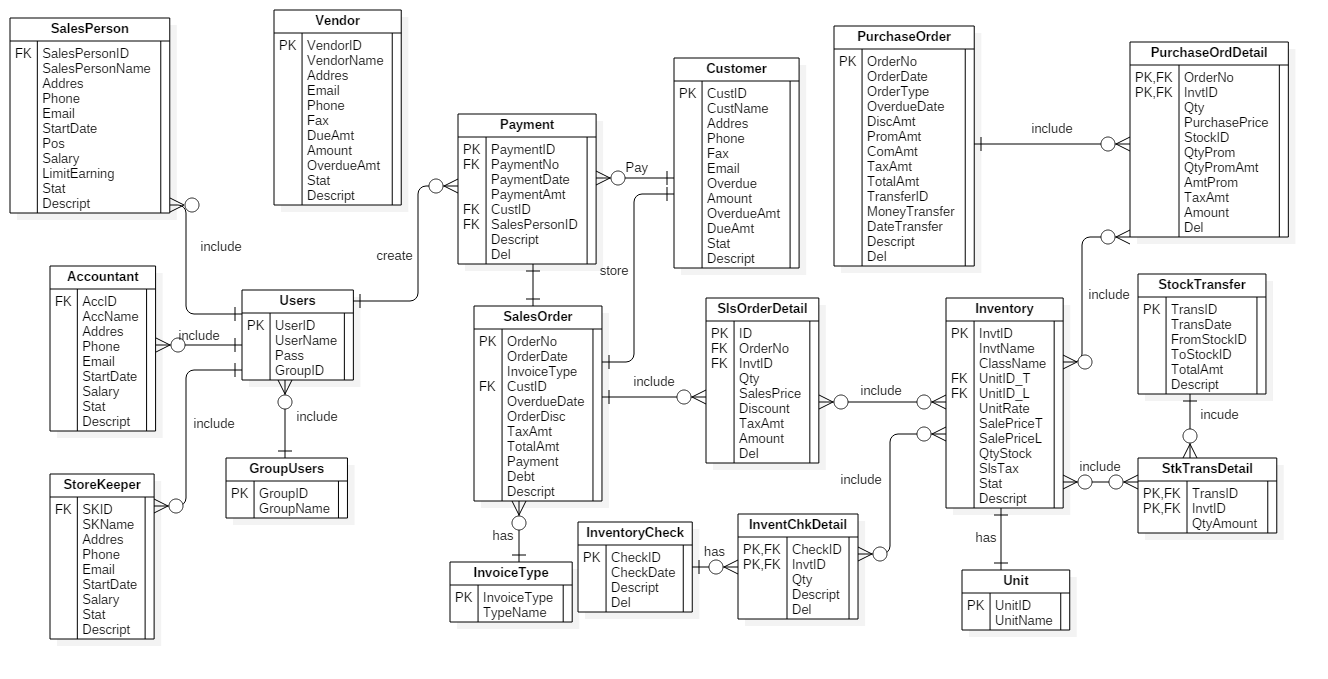 SalesPerson
FK SalesPersonID
SalesPersonName
Addres
Phone
Email
StartDate
Pos
Salary
LimitEarning
Stat
Descript
Vendor
PK VendorID
VendorName
Addres
Email
Phone
Fax
DueAmt
Amount
OverdueAmt
Stat
Descript
Payment
PK PaymentID
FK PaymentNo
PaymentDate
PaymentAmt
FK CustID
FK SalesPersonID
Descript
Del
Customer
PK CustID
CustName
Addres
Phone
Fax
Email
Overdue
Amount
OverdueAmt
DueAmt
Stat
Descript
PurchaseOrder
PK OrderNo
OrderDate
OrderType
OverdueDate
DiscAmt
PromAmt
ComAmt
TaxAmt
TotalAmt
TransferID
MoneyTransfer
DateTransfer
Descript
Del
PurchaseOrdDetail
PK,FK OrderNo
PK,FK InvtID
Qty
PurchasePrice
StockID
QtyProm
QtyPromAmt
AmtProm
TaxAmt
Amount
Del
include
Pay
include
create
store
include
Accountant
FK AccID
AccName
Addres
Phone
Email
StartDate
Salary
Stat
Descript
include
Users
PK UserID
UserName
Pass
GroupID
SalesOrder
PK OrderNo
OrderDate
InvoiceType
FK CustID
OverdueDate
OrderDisc
TaxAmt
TotalAmt
Payment
Debt
Descript
include
SlsOrderDetail
PK ID
FK OrderNo
FK InvtID
Qty
SalesPrice
Discount
TaxAmt
Amount
Del
include
Inventory
PK InvtID
InvtName
ClassName
FK UnitID_T
FK UnitID_L
UnitRate
SalePriceT
SalePriceL
QtyStock
SlsTax
Stat
Descript
StockTransfer
PK TransID
TransDate
FromStockID
ToStockID
TotalAmt
Descript
incude
include
include
include
include
StoreKeeper
FK SKID
SKName
Addres
Phone
Email
StartDate
Salary
Stat
Descript
GroupUsers
PK GroupID
GroupName
StkTransDetail
PK,FK TransID
PK,FK InvtID
QtyAmount
has
InvoiceType
PK InvoiceType
TypeName
InventoryCheck
PK CheckID
CheckDate
Descript
Del
has
InventChkDetail
PK,FK CheckID
PK,FK InvtID
Qty
Descript
Del
has
Unit
PK UnitID
UnitName